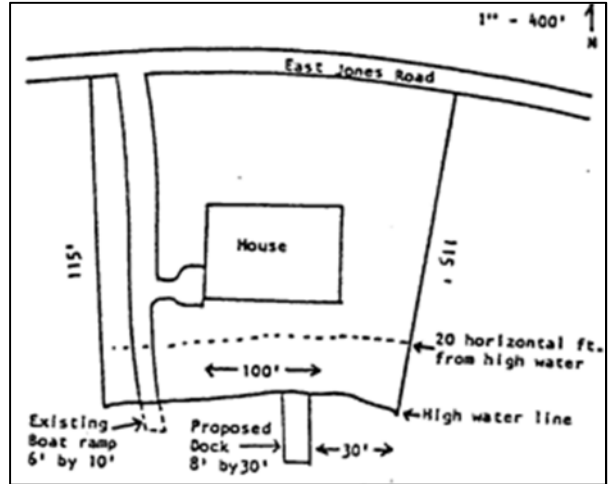 1" - 400'
N
East Jones Road
House
115'
115'
20 horizontal ft.
from high water
100'
High water line
Existing
Boat ramp
6' by 10'
Proposed
Dock
8' by 30'
30'